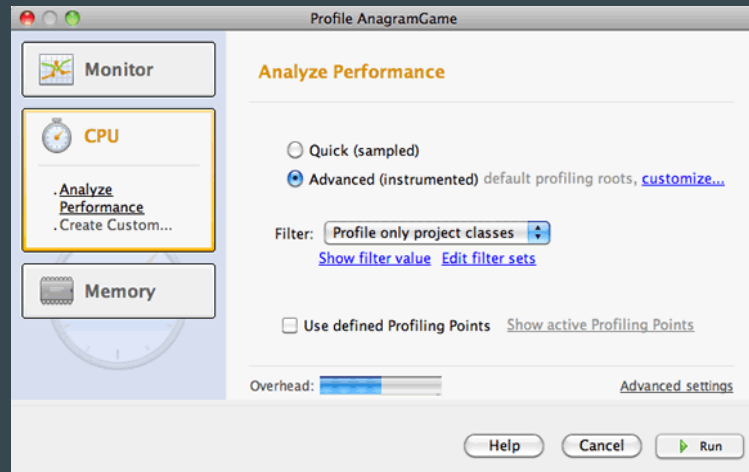 Profile AnagramGame
Monitor
CPU
. Analyze
Performance
. Create Custom...
Memory
Analyze Performance
Quick (sampled)
Advanced (instrumented) default profiling roots, customize...
Filter: Profile only project classes
Show filter value Edit filter sets
Use defined Profiling Points Show active Profiling Points
Overhead: Advanced settings
Help Cancel Run